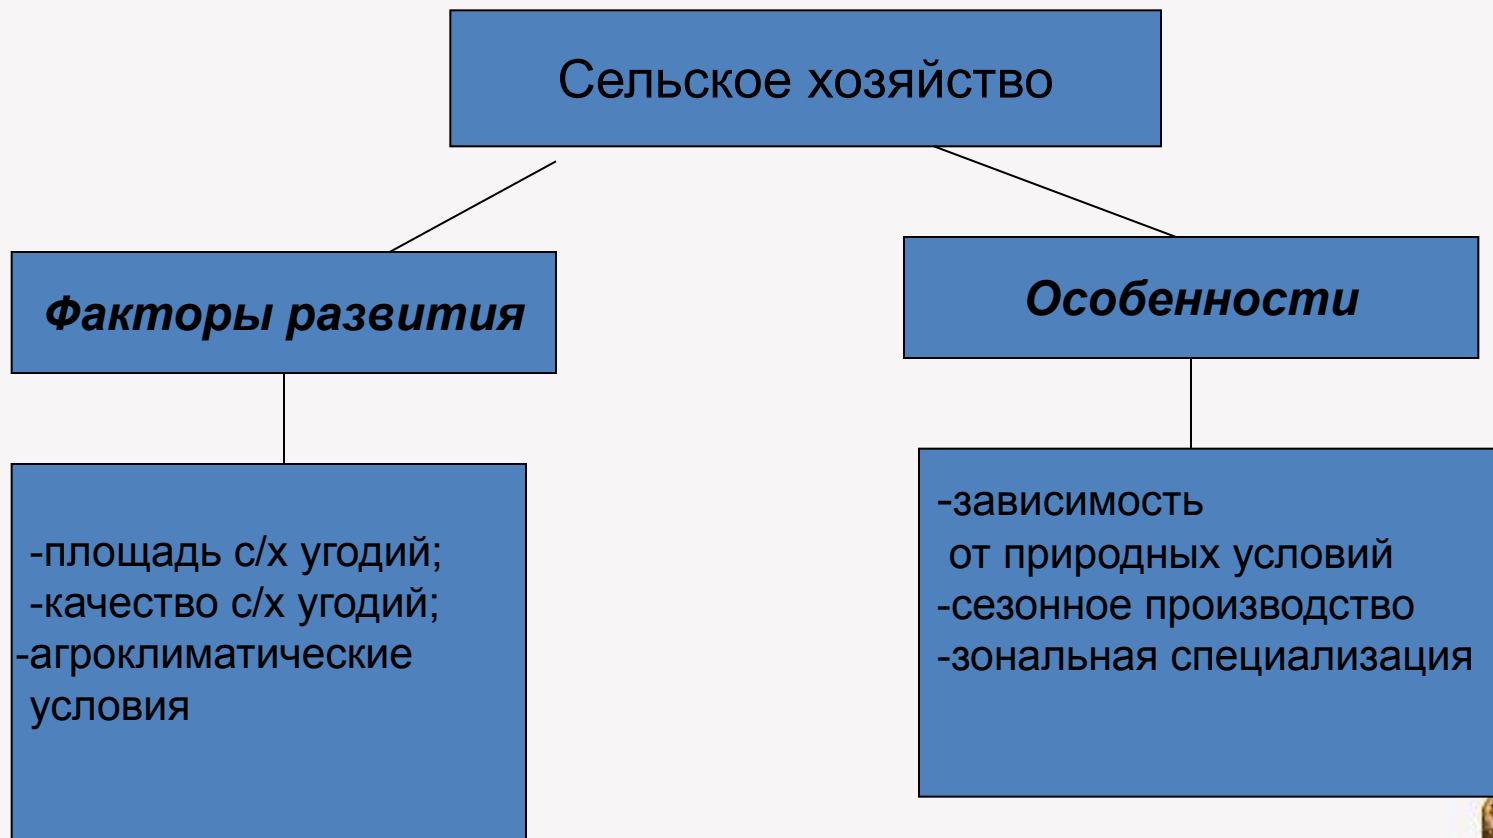 Сельское хозяйство
Факторы развития
Особенности
-площадь с/х угодий;
-качество с/х угодий;
-агроклиматические
условия
-зависимость
от природных условий
-сезонное производство
-зональная специализация